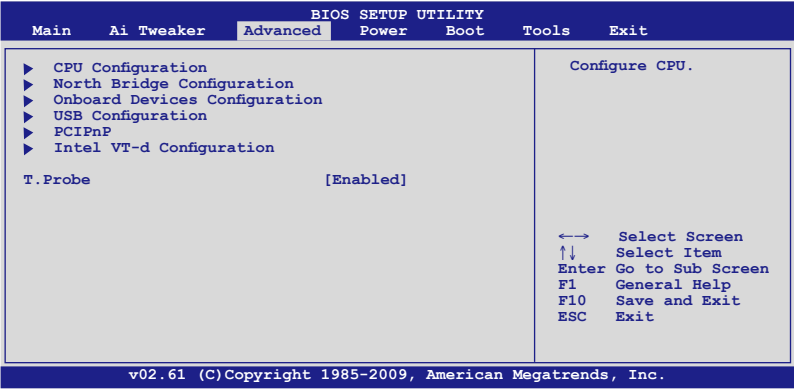 BIOS SETUP UTILITY
Main Ai Tweaker Advanced Power Boot Tools Exit
CPU Configuration
North Bridge Configuration
Onboard Devices Configuration
USB Configuration
PCIPnP
Intel VT-d Configuration
T.Probe [Enabled]
Configure CPU.
←→ Select Screen
↑↓ Select Item
Enter Go to Sub Screen
F1 General Help
F10 Save and Exit
ESC Exit
v02.61 (C)Copyright 1985-2009, American Megatrends, Inc.